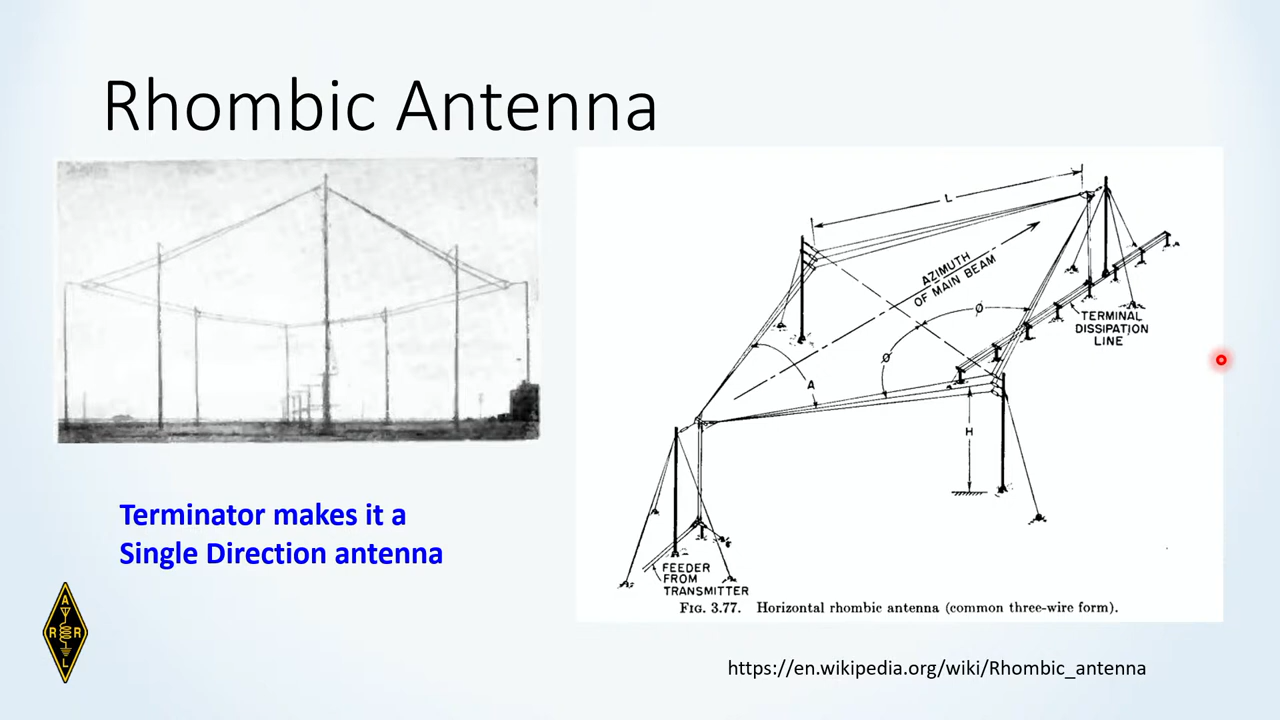 Rhombic Antenna
L
AZIMUTH
OF MAIN BEAM
Ø
Ø
A
TERMINAL
DISSIPATION
LINE
H
FEEDER
FROM
TRANSMITTER
FIG. 3.77. Horizontal rhombic antenna (common three-wire form).
Terminator makes it a
Single Direction antenna
A
R R
L
https://en.wikipedia.org/wiki/Rhombic_antenna